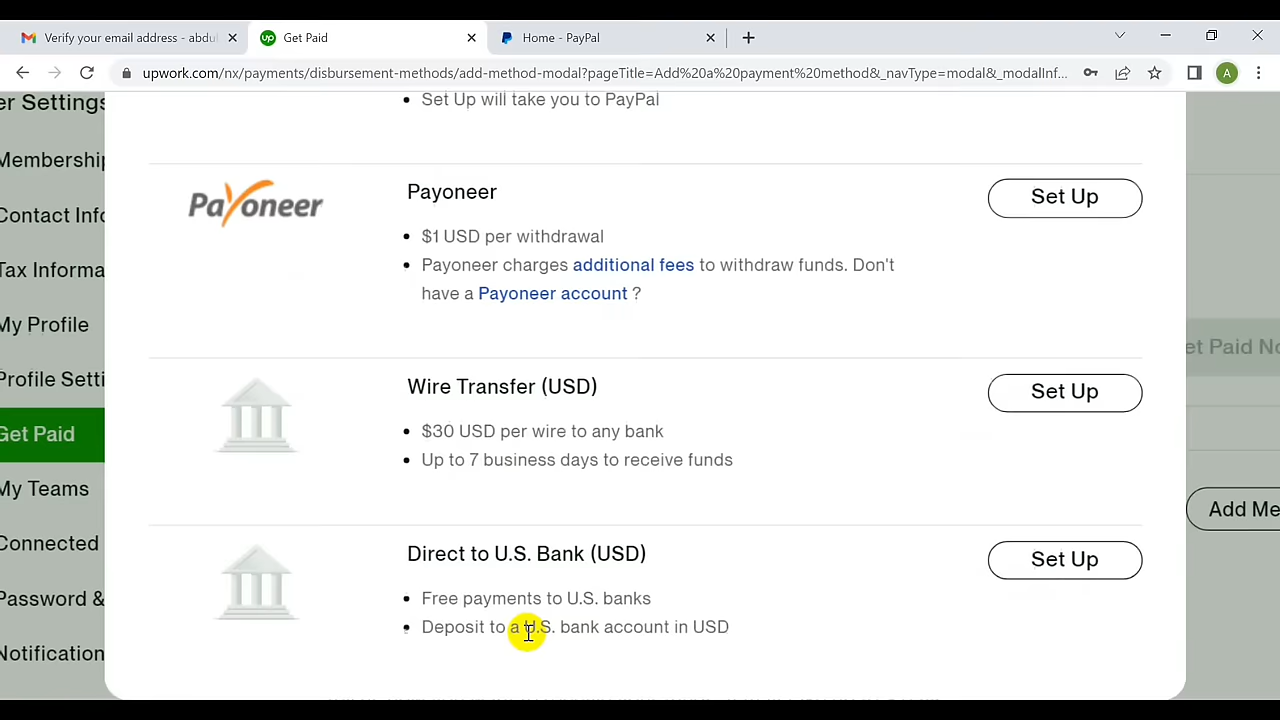 Verify your email address - abdu
Get Paid
Home - PayPal
upwork.com/nx/payments/disbursement-methods/add-method-modal?pageTitle=Add%20a%20payment%20method&_navType=modal&_modalInf...
A
er Settings
Membership
Contact Info
Tax Informa
My Profile
Profile Setti
Get Paid
My Teams
Connected
Password &
Notification
Set Up will take you to PayPal
Payoneer
Payoneer
Set Up
$1 USD per withdrawal
Payoneer charges additional fees to withdraw funds. Don't
have a Payoneer account ?
Wire Transfer (USD)
Set Up
$30 USD per wire to any bank
Up to 7 business days to receive funds
Direct to U.S. Bank (USD)
Set Up
Free payments to U.S. banks
Deposit to a U.S. bank account in USD
et Paid No
Add Me